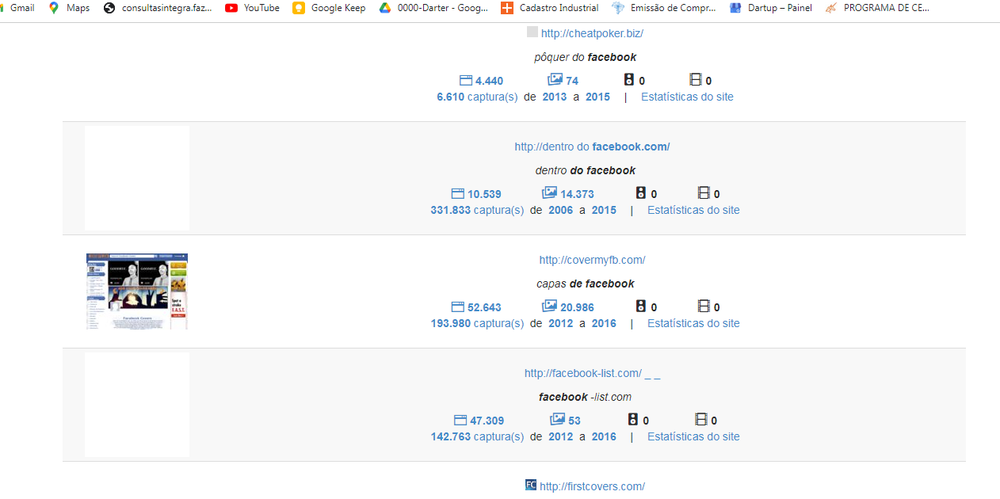 Gmail Maps consultasintegra.faz... YouTube Google Keep 0000-Darter - Goog... Cadastro Industrial Emissão de Compr... Dartup – Painel PROGRAMA DE CE...
http://cheatpoker.biz/
pôquer do facebook
4.440 74 0 0
6.610 captura(s) de 2013 a 2015 | Estatísticas do site
http://dentro do facebook.com/
dentro do facebook
10.539 14.373 0 0
331.833 captura(s) de 2006 a 2015 | Estatísticas do site
http://covermyfb.com/
capas de facebook
52.643 20.986 0 0
193.980 captura(s) de 2012 a 2016 | Estatísticas do site
GOODBYE. GOODBYE.
Facebook Covers
http://facebook-list.com/ _ _
facebook -list.com
47.309 53 0 0
142.763 captura(s) de 2012 a 2016 | Estatísticas do site
FC http://firstcovers.com/